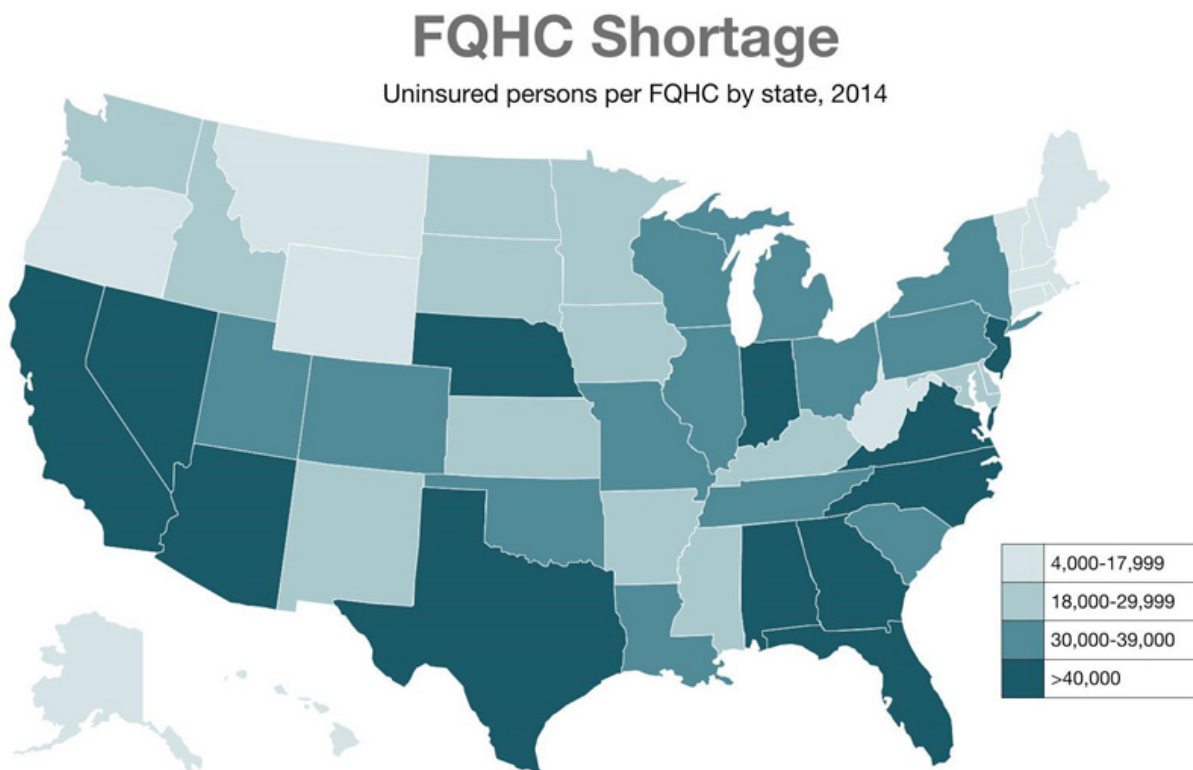 FQHC Shortage
Uninsured persons per FQHC by state, 2014
4,000-17,999
18,000-29,999
30,000-39,000
>40,000